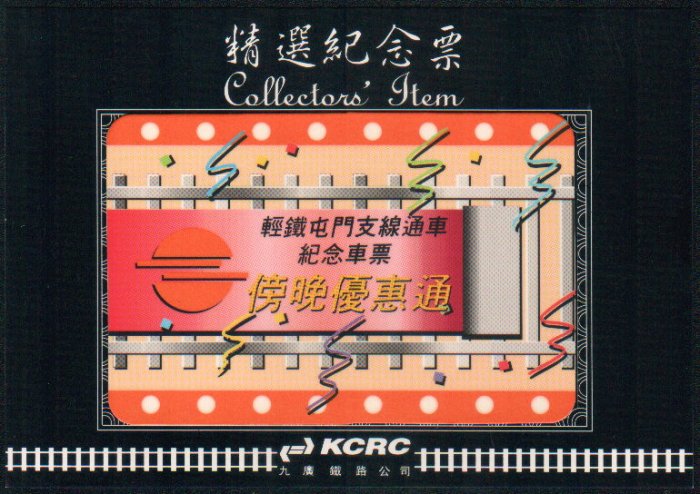 精選紀念票
Collectors' Item
輕鐵屯門支線通車
紀念車票
傍晚優惠通
KCRC
九廣鐵路公司